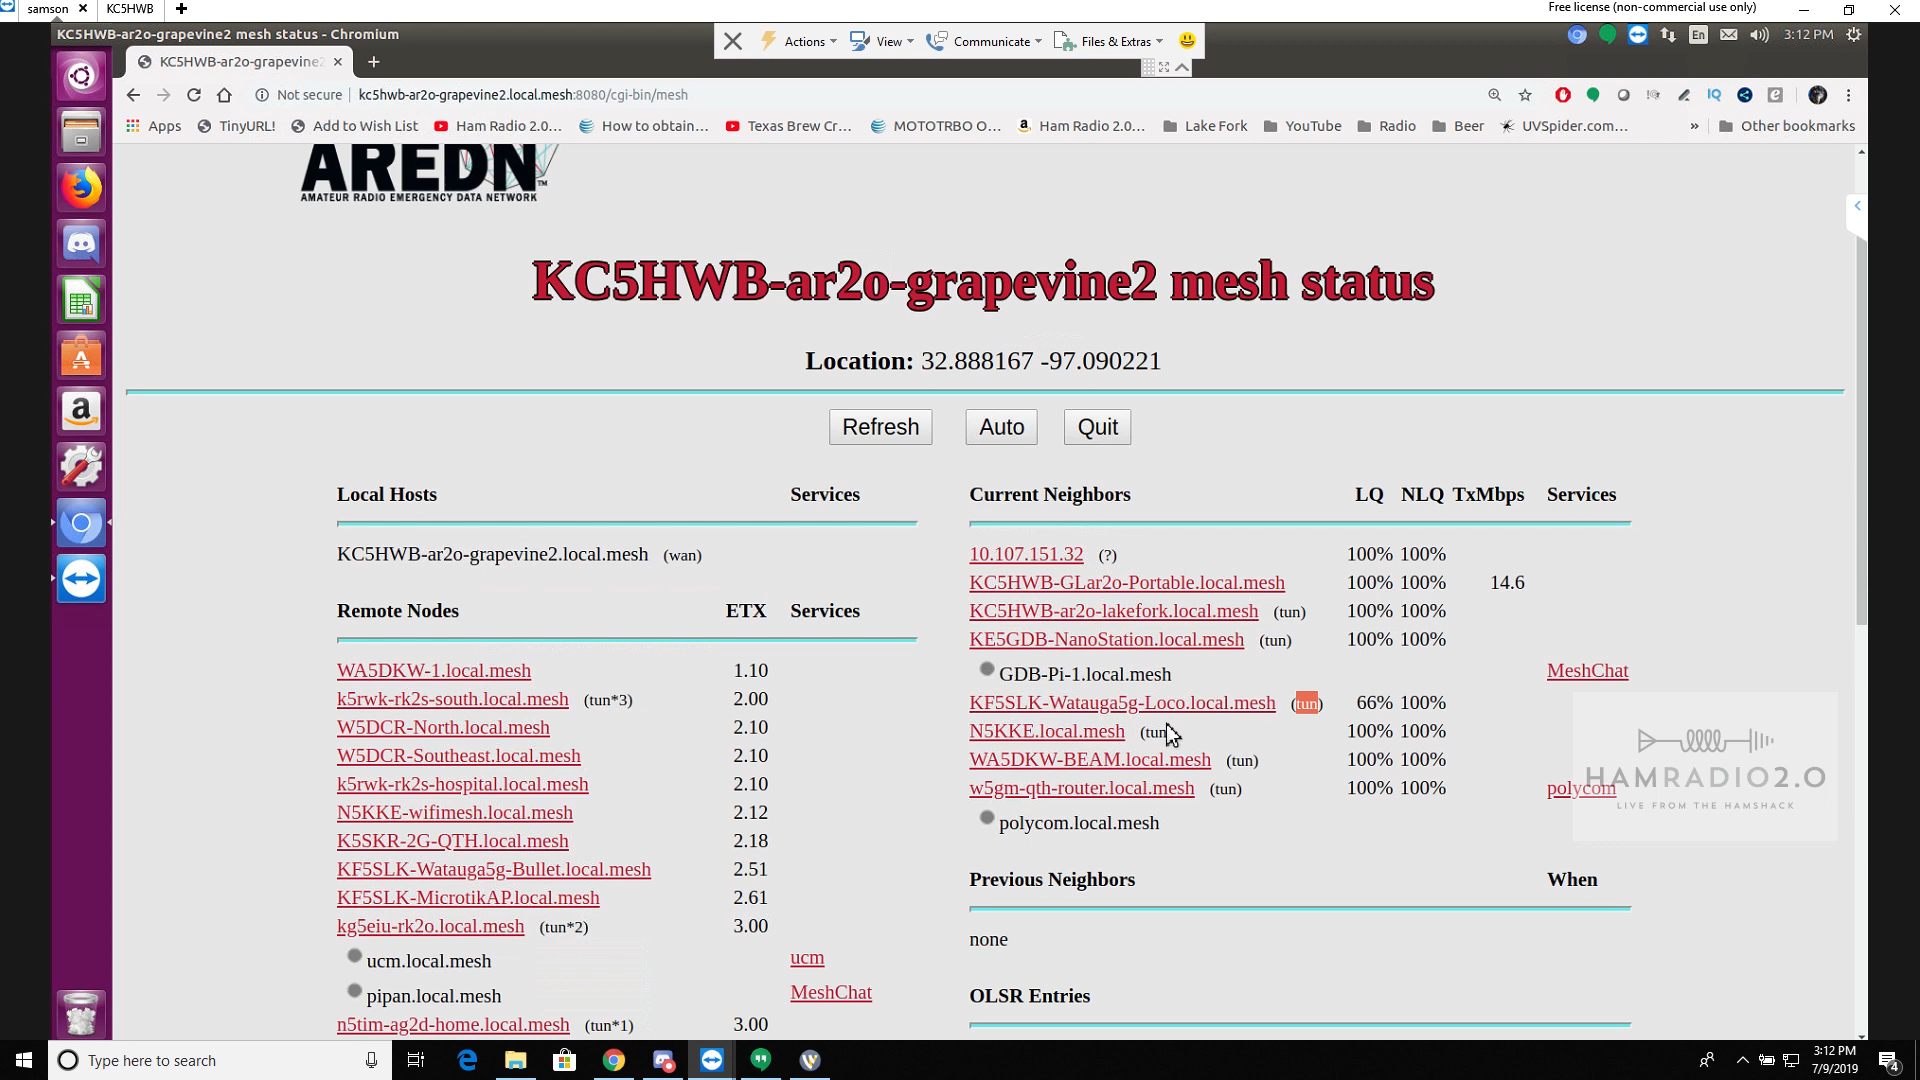 samson
KC5HWB
Free license (non-commercial use only)
KC5HWB-ar2o-grapevine2 mesh status - Chromium
Actions
View
Communicate
Files & Extras
En
3:12 PM
KC5HWB-ar2o-grapevine2
Not secure
kc5hwb-ar2o-grapevine2.local.mesh:8080/cgi-bin/mesh
IQ
Apps
TinyURL!
Add to Wish List
Ham Radio 2.0...
How to obtain...
Texas Brew Cr...
MOTOTRBO O...
Ham Radio 2.0...
Lake Fork
YouTube
Radio
Beer
UVSpider.com...
»
Other bookmarks
AREDN
TM
AMATEUR RADIO EMERGENCY DATA NETWORK
KC5HWB-ar2o-grapevine2 mesh status
Location: 32.888167 -97.090221
Refresh
Auto
Quit
Local Hosts Services
KC5HWB-ar2o-grapevine2.local.mesh (wan)
Remote Nodes ETX Services
WA5DKW-1.local.mesh 1.10
k5rwk-rk2s-south.local.mesh (tun*3) 2.00
W5DCR-North.local.mesh 2.10
W5DCR-Southeast.local.mesh 2.10
k5rwk-rk2s-hospital.local.mesh 2.10
N5KKE-wifimesh.local.mesh 2.12
K5SKR-2G-QTH.local.mesh 2.18
KF5SLK-Watauga5g-Bullet.local.mesh 2.51
KF5SLK-MicrotikAP.local.mesh 2.61
kg5eiu-rk2o.local.mesh (tun*2) 3.00
ucm.local.mesh ucm
pipan.local.mesh MeshChat
n5tim-ag2d-home.local.mesh (tun*1) 3.00
Current Neighbors LQ NLQ TxMbps Services
10.107.151.32 (?) 100% 100%
KC5HWB-GLar2o-Portable.local.mesh 100% 100% 14.6
KC5HWB-ar2o-lakefork.local.mesh (tun) 100% 100%
KE5GDB-NanoStation.local.mesh (tun) 100% 100%
GDB-Pi-1.local.mesh MeshChat
KF5SLK-Watauga5g-Loco.local.mesh (tun) 66% 100%
N5KKE.local.mesh (tun 100% 100%
WA5DKW-BEAM.local.mesh (tun) 100% 100%
w5gm-qth-router.local.mesh (tun) 100% 100% polycom
polycom.local.mesh
Previous Neighbors When
none
OLSR Entries
HAMRADIO2.0
LIVE FROM THE HAMSHACK
Type here to search
3:12 PM
7/9/2019
4